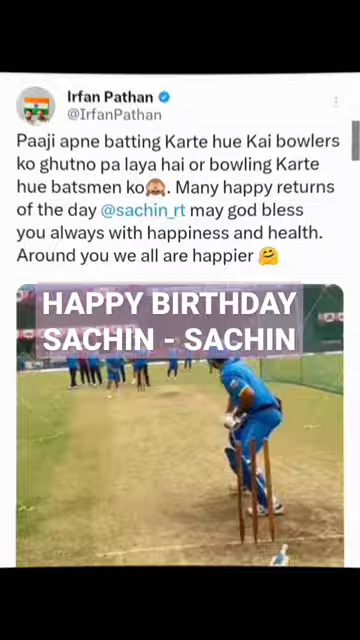 Irfan Pathan
@IrfanPathan
Paaji apne batting Karte hue Kai bowlers
ko ghutno pa laya hai or bowling Karte
hue batsmen ko🙈. Many happy returns
of the day @sachin_rt may god bless
you always with happiness and health.
Around you we all are happier 🤗
HAPPY BIRTHDAY
SACHIN - SACHIN